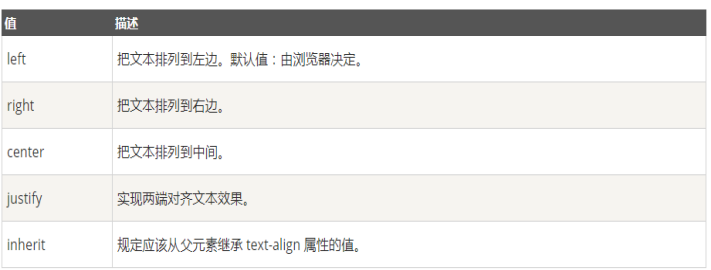 值 描述
left 把文本排列到左边。默认值：由浏览器决定。
right 把文本排列到右边。
center 把文本排列到中间。
justify 实现两端对齐文本效果。
inherit 规定应该从父元素继承 text-align 属性的值。